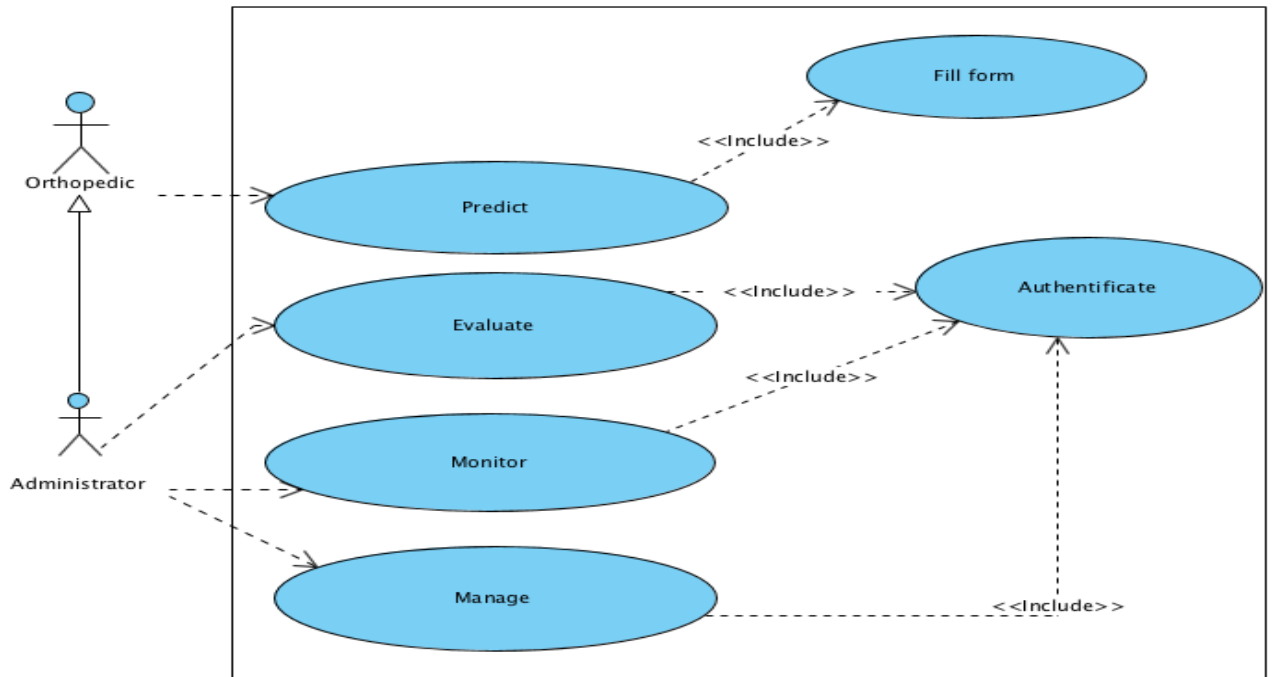 Fill form
<<Include>>
Orthopedic
Predict
<<Include>>
Authentificate
Evaluate
<<Include>>
Monitor
Administrator
Manage
<<Include>>